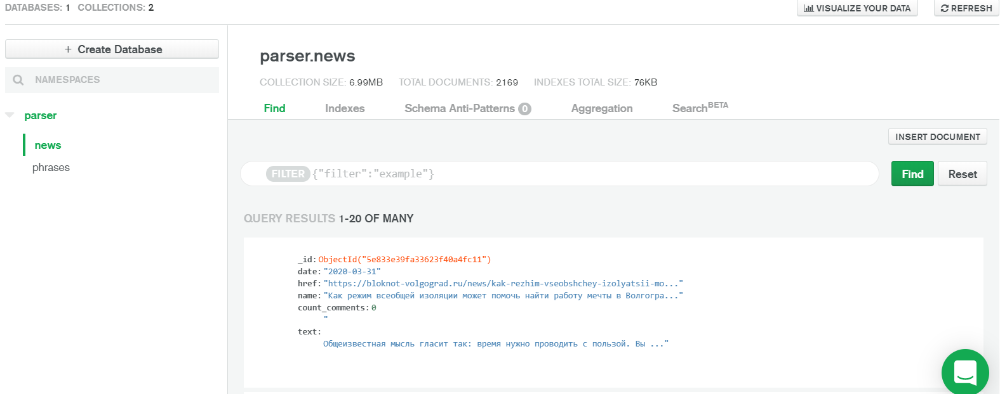 DATABASES: 1 COLLECTIONS: 2
VISUALIZE YOUR DATA
REFRESH
+ Create Database
NAMESPACES
parser
news
phrases
parser.news
COLLECTION SIZE: 6.99MB TOTAL DOCUMENTS: 2169 INDEXES TOTAL SIZE: 76KB
Find Indexes Schema Anti-Patterns 0 Aggregation Search BETA
INSERT DOCUMENT
FILTER {"filter":"example"}
Find Reset
QUERY RESULTS 1-20 OF MANY
_id: ObjectId("5e833e39fa33623f40a4fc11")
date: "2020-03-31"
href: "https://bloknot-volgograd.ru/news/kak-rezhim-vseobshchey-izolyatsii-mo..."
name: "Как режим всеобщей изоляции может помочь найти работу мечты в Волгогра..."
count_comments: 0
"
text:
Общеизвестная мысль гласит так: время нужно проводить с пользой. Вы ..."